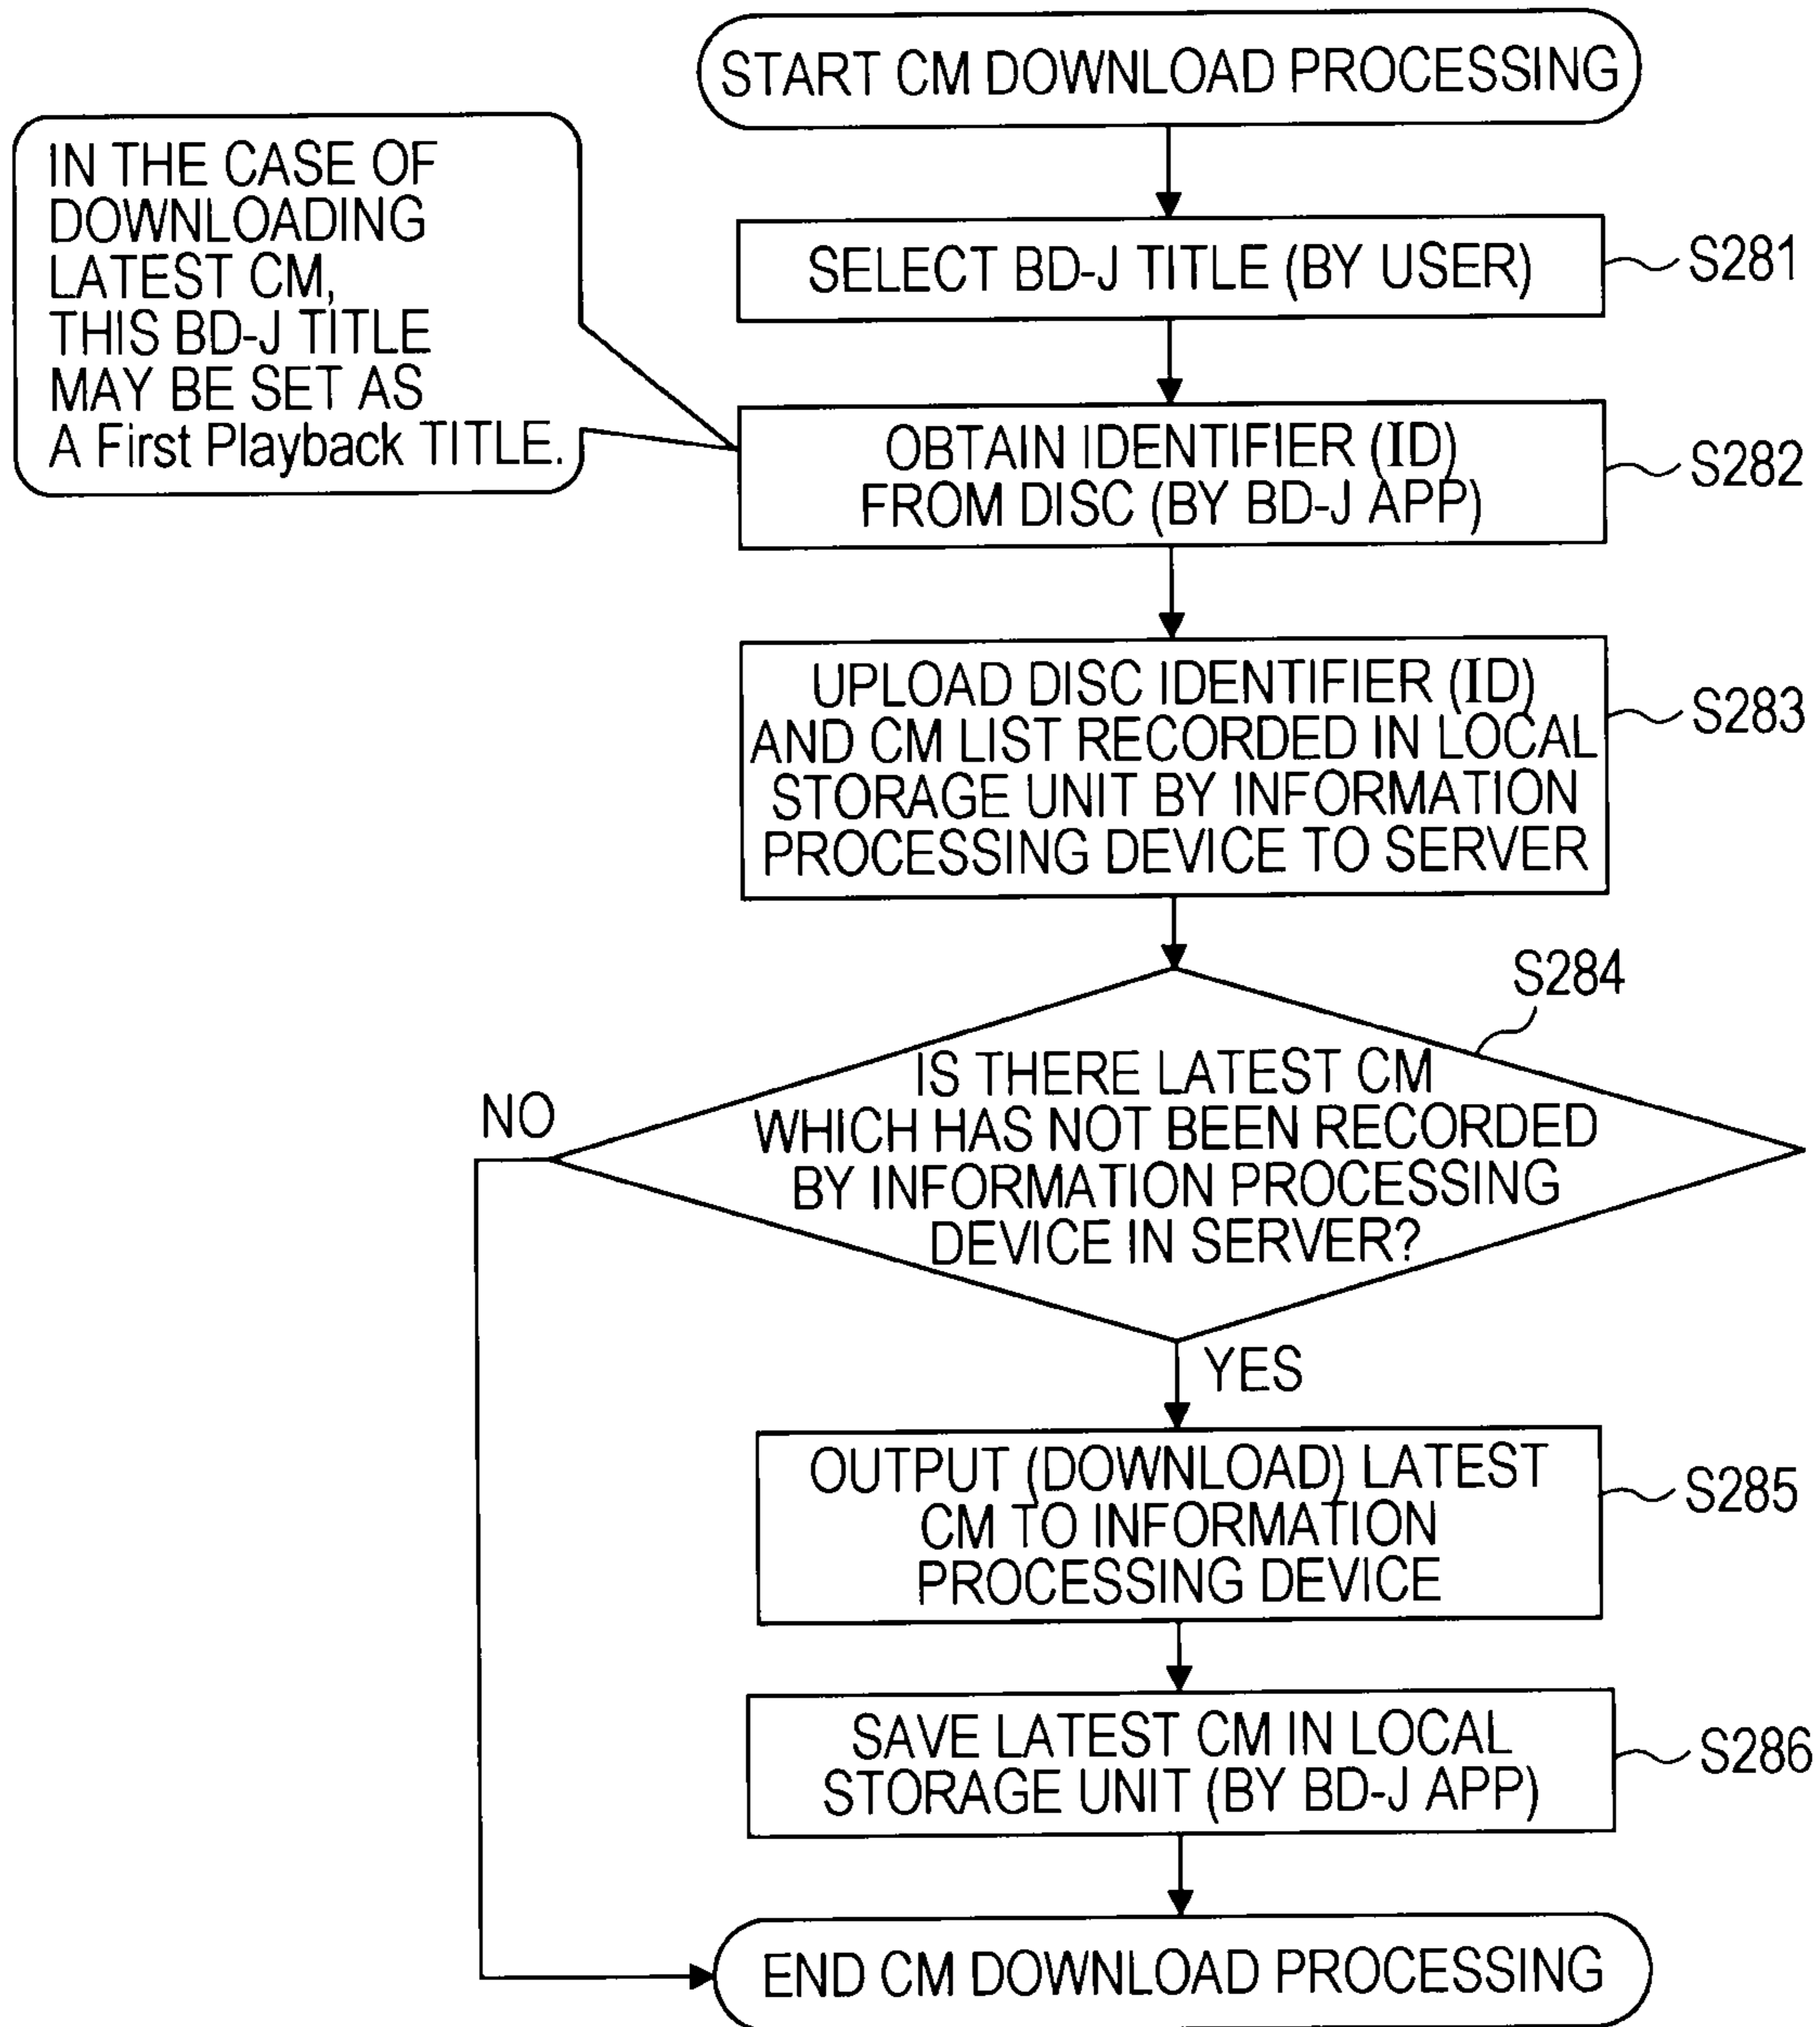 START CM DOWNLOAD PROCESSING
IN THE CASE OF
DOWNLOADING
LATEST CM,
THIS BD-J TITLE
MAY BE SET AS
A First Playback TITLE.
SELECT BD-J TITLE (BY USER)
S281
OBTAIN IDENTIFIER (ID)
FROM DISC (BY BD-J APP)
S282
UPLOAD DISC IDENTIFIER (ID)
AND CM LIST RECORDED IN LOCAL
STORAGE UNIT BY INFORMATION
PROCESSING DEVICE TO SERVER
S283
S284
IS THERE LATEST CM
WHICH HAS NOT BEEN RECORDED
BY INFORMATION PROCESSING
DEVICE IN SERVER?
NO
YES
OUTPUT (DOWNLOAD) LATEST
CM TO INFORMATION
PROCESSING DEVICE
S285
SAVE LATEST CM IN LOCAL
STORAGE UNIT (BY BD-J APP)
S286
END CM DOWNLOAD PROCESSING